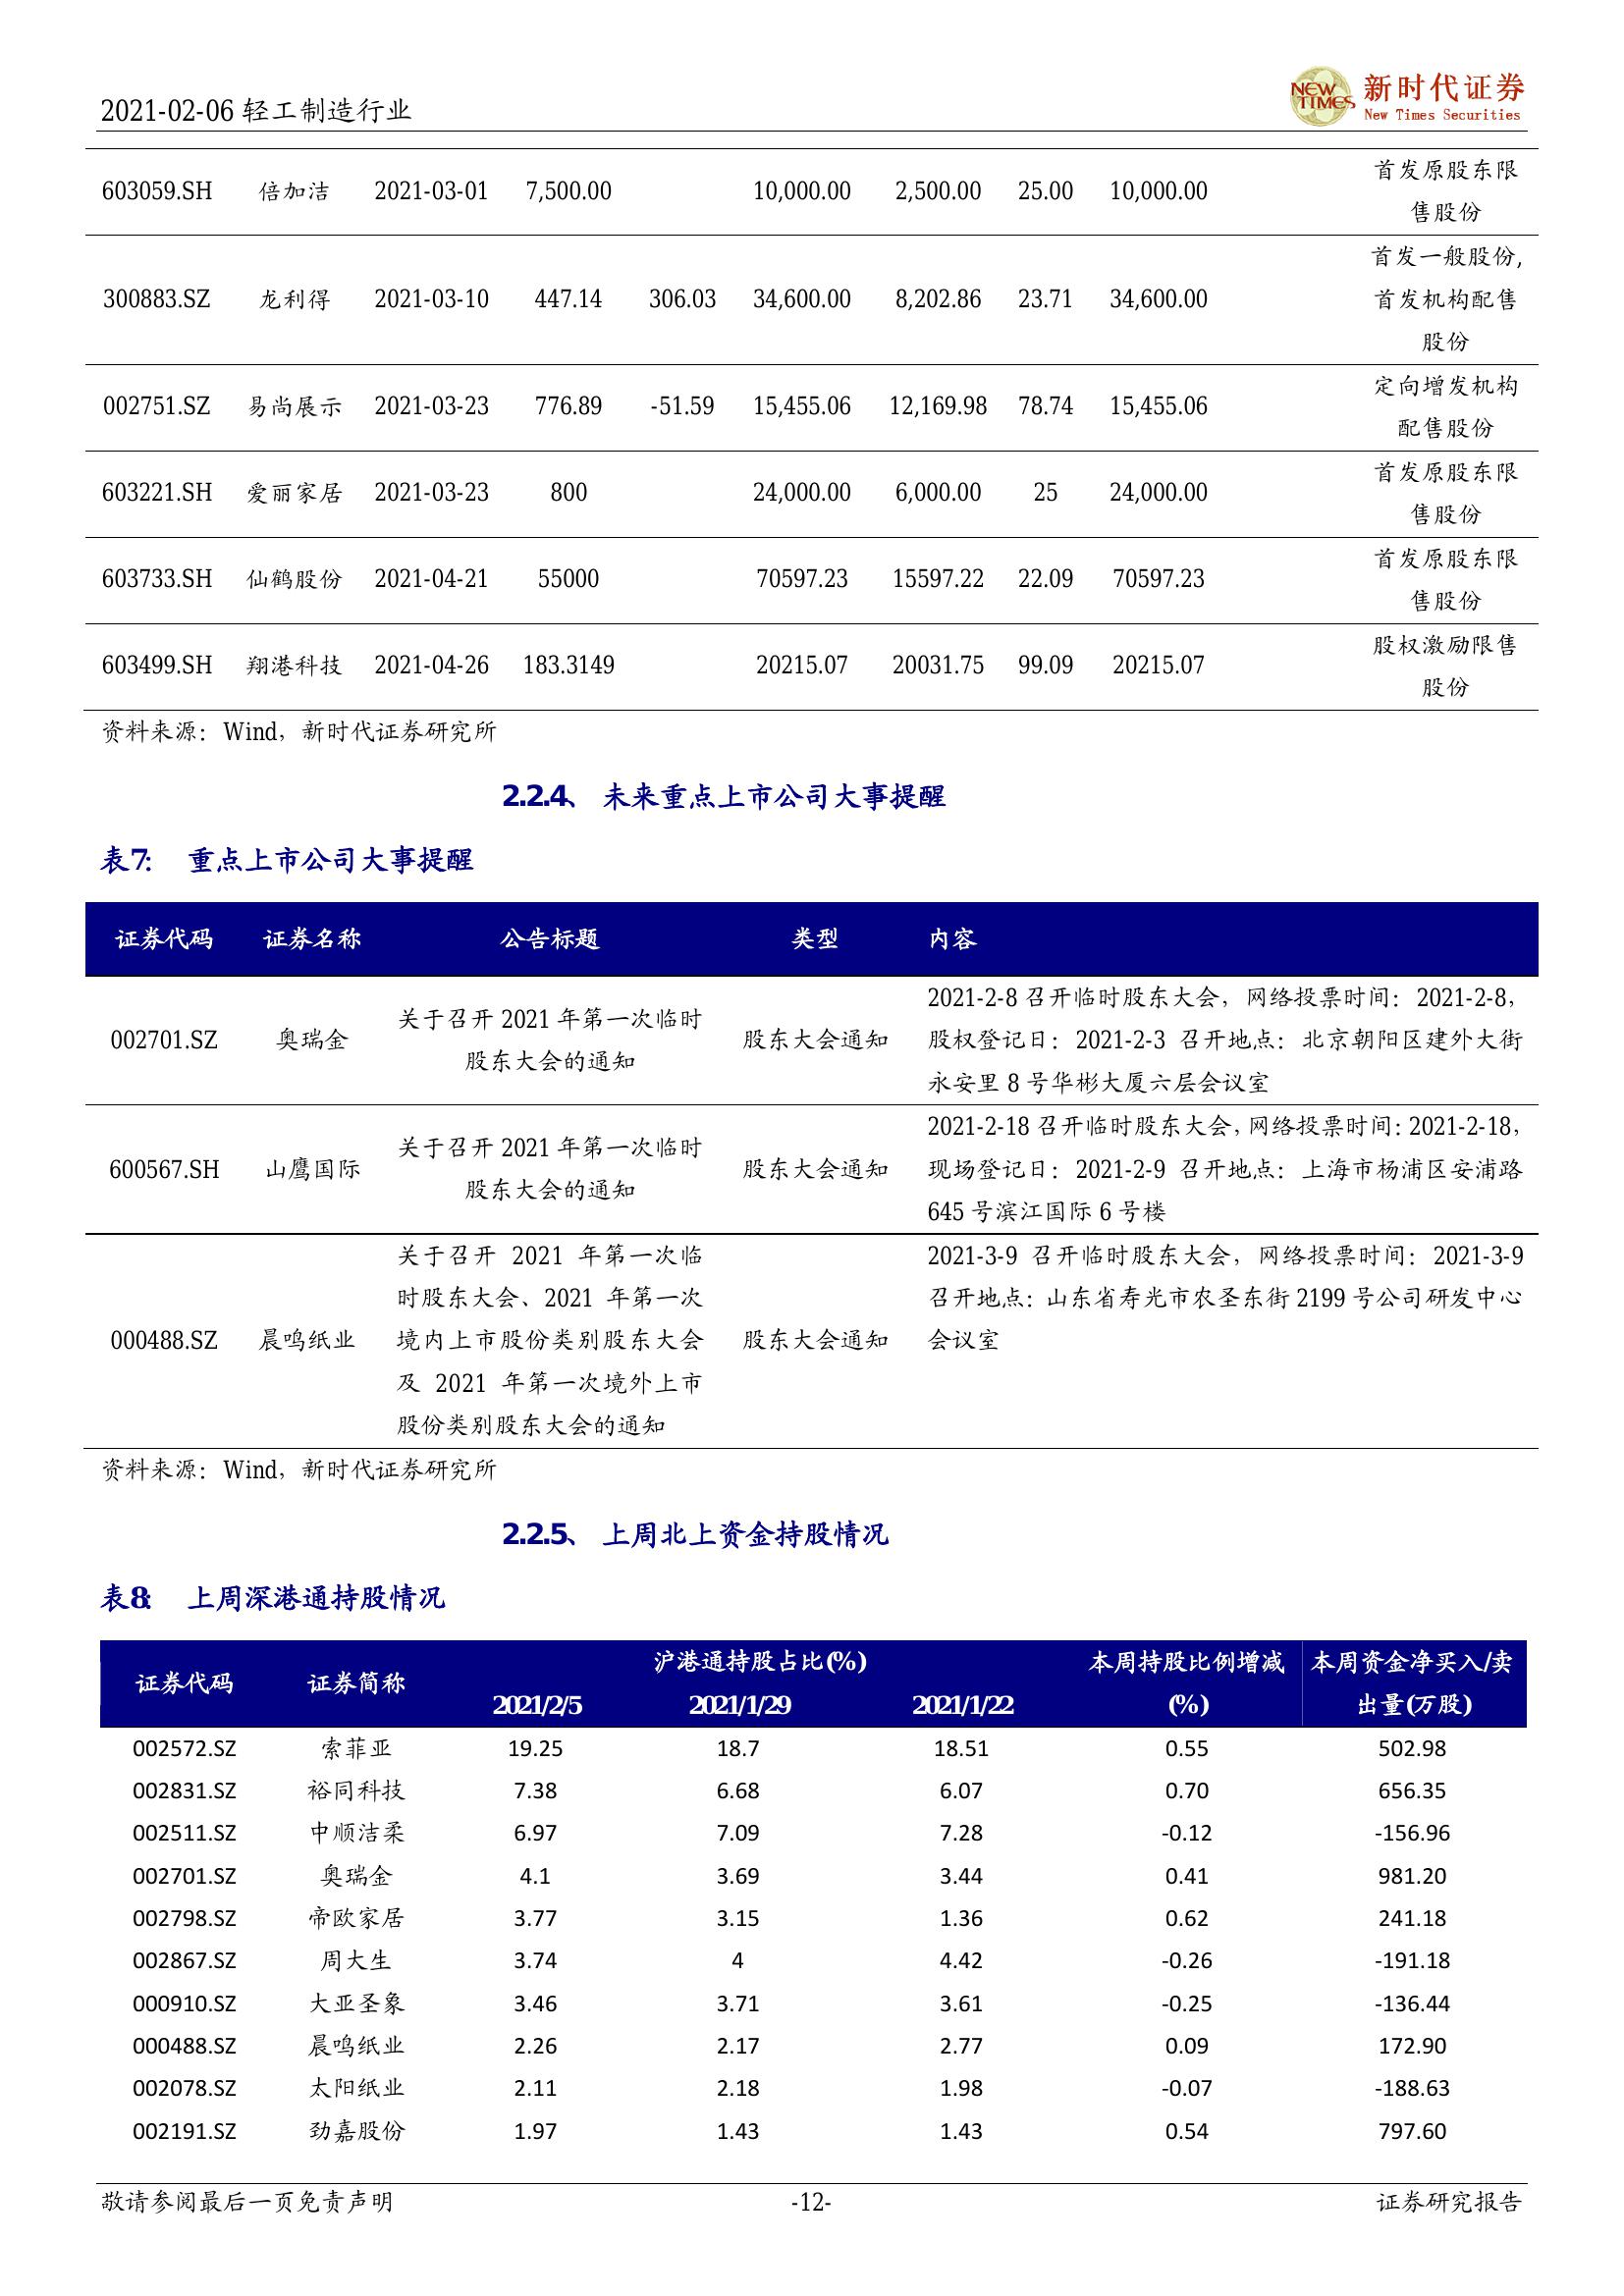 2021-02-06 轻工制造行业
NEW TIMES 新时代证券
New Times Securities
603059.SH 倍加洁 2021-03-01 7,500.00 10,000.00 2,500.00 25.00 10,000.00 首发原股东限售股份
300883.SZ 龙利得 2021-03-10 447.14 306.03 34,600.00 8,202.86 23.71 34,600.00 首发一般股份,首发机构配售股份
002751.SZ 易尚展示 2021-03-23 776.89 -51.59 15,455.06 12,169.98 78.74 15,455.06 定向增发机构配售股份
603221.SH 爱丽家居 2021-03-23 800 24,000.00 6,000.00 25 24,000.00 首发原股东限售股份
603733.SH 仙鹤股份 2021-04-21 55000 70597.23 15597.22 22.09 70597.23 首发原股东限售股份
603499.SH 翔港科技 2021-04-26 183.3149 20215.07 20031.75 99.09 20215.07 股权激励限售股份
资料来源：Wind，新时代证券研究所
2.2.4、 未来重点上市公司大事提醒
表7： 重点上市公司大事提醒
证券代码 证券名称 公告标题 类型 内容
002701.SZ 奥瑞金 关于召开 2021 年第一次临时股东大会的通知 股东大会通知 2021-2-8 召开临时股东大会，网络投票时间：2021-2-8，
股权登记日：2021-2-3 召开地点：北京朝阳区建外大街
永安里 8 号华彬大厦六层会议室
600567.SH 山鹰国际 关于召开 2021 年第一次临时股东大会的通知 股东大会通知 2021-2-18 召开临时股东大会，网络投票时间：2021-2-18，
现场登记日：2021-2-9 召开地点：上海市杨浦区安浦路
645 号滨江国际 6 号楼
000488.SZ 晨鸣纸业 关于召开 2021 年第一次临时股东大会、2021 年第一次境内上市股份类别股东大会及 2021 年第一次境外上市股份类别股东大会的通知 股东大会通知 2021-3-9 召开临时股东大会，网络投票时间：2021-3-9
召开地点：山东省寿光市农圣东街 2199 号公司研发中心
会议室
资料来源：Wind，新时代证券研究所
2.2.5、 上周北上资金持股情况
表8： 上周深港通持股情况
证券代码 证券简称 沪港通持股占比(%) 本周持股比例增减(%) 本周资金净买入/卖出量(万股)
2021/2/5 2021/1/29 2021/1/22
002572.SZ 索菲亚 19.25 18.7 18.51 0.55 502.98
002831.SZ 裕同科技 7.38 6.68 6.07 0.70 656.35
002511.SZ 中顺洁柔 6.97 7.09 7.28 -0.12 -156.96
002701.SZ 奥瑞金 4.1 3.69 3.44 0.41 981.20
002798.SZ 帝欧家居 3.77 3.15 1.36 0.62 241.18
002867.SZ 周大生 3.74 4 4.42 -0.26 -191.18
000910.SZ 大亚圣象 3.46 3.71 3.61 -0.25 -136.44
000488.SZ 晨鸣纸业 2.26 2.17 2.77 0.09 172.90
002078.SZ 太阳纸业 2.11 2.18 1.98 -0.07 -188.63
002191.SZ 劲嘉股份 1.97 1.43 1.43 0.54 797.60
敬请参阅最后一页免责声明 -12- 证券研究报告